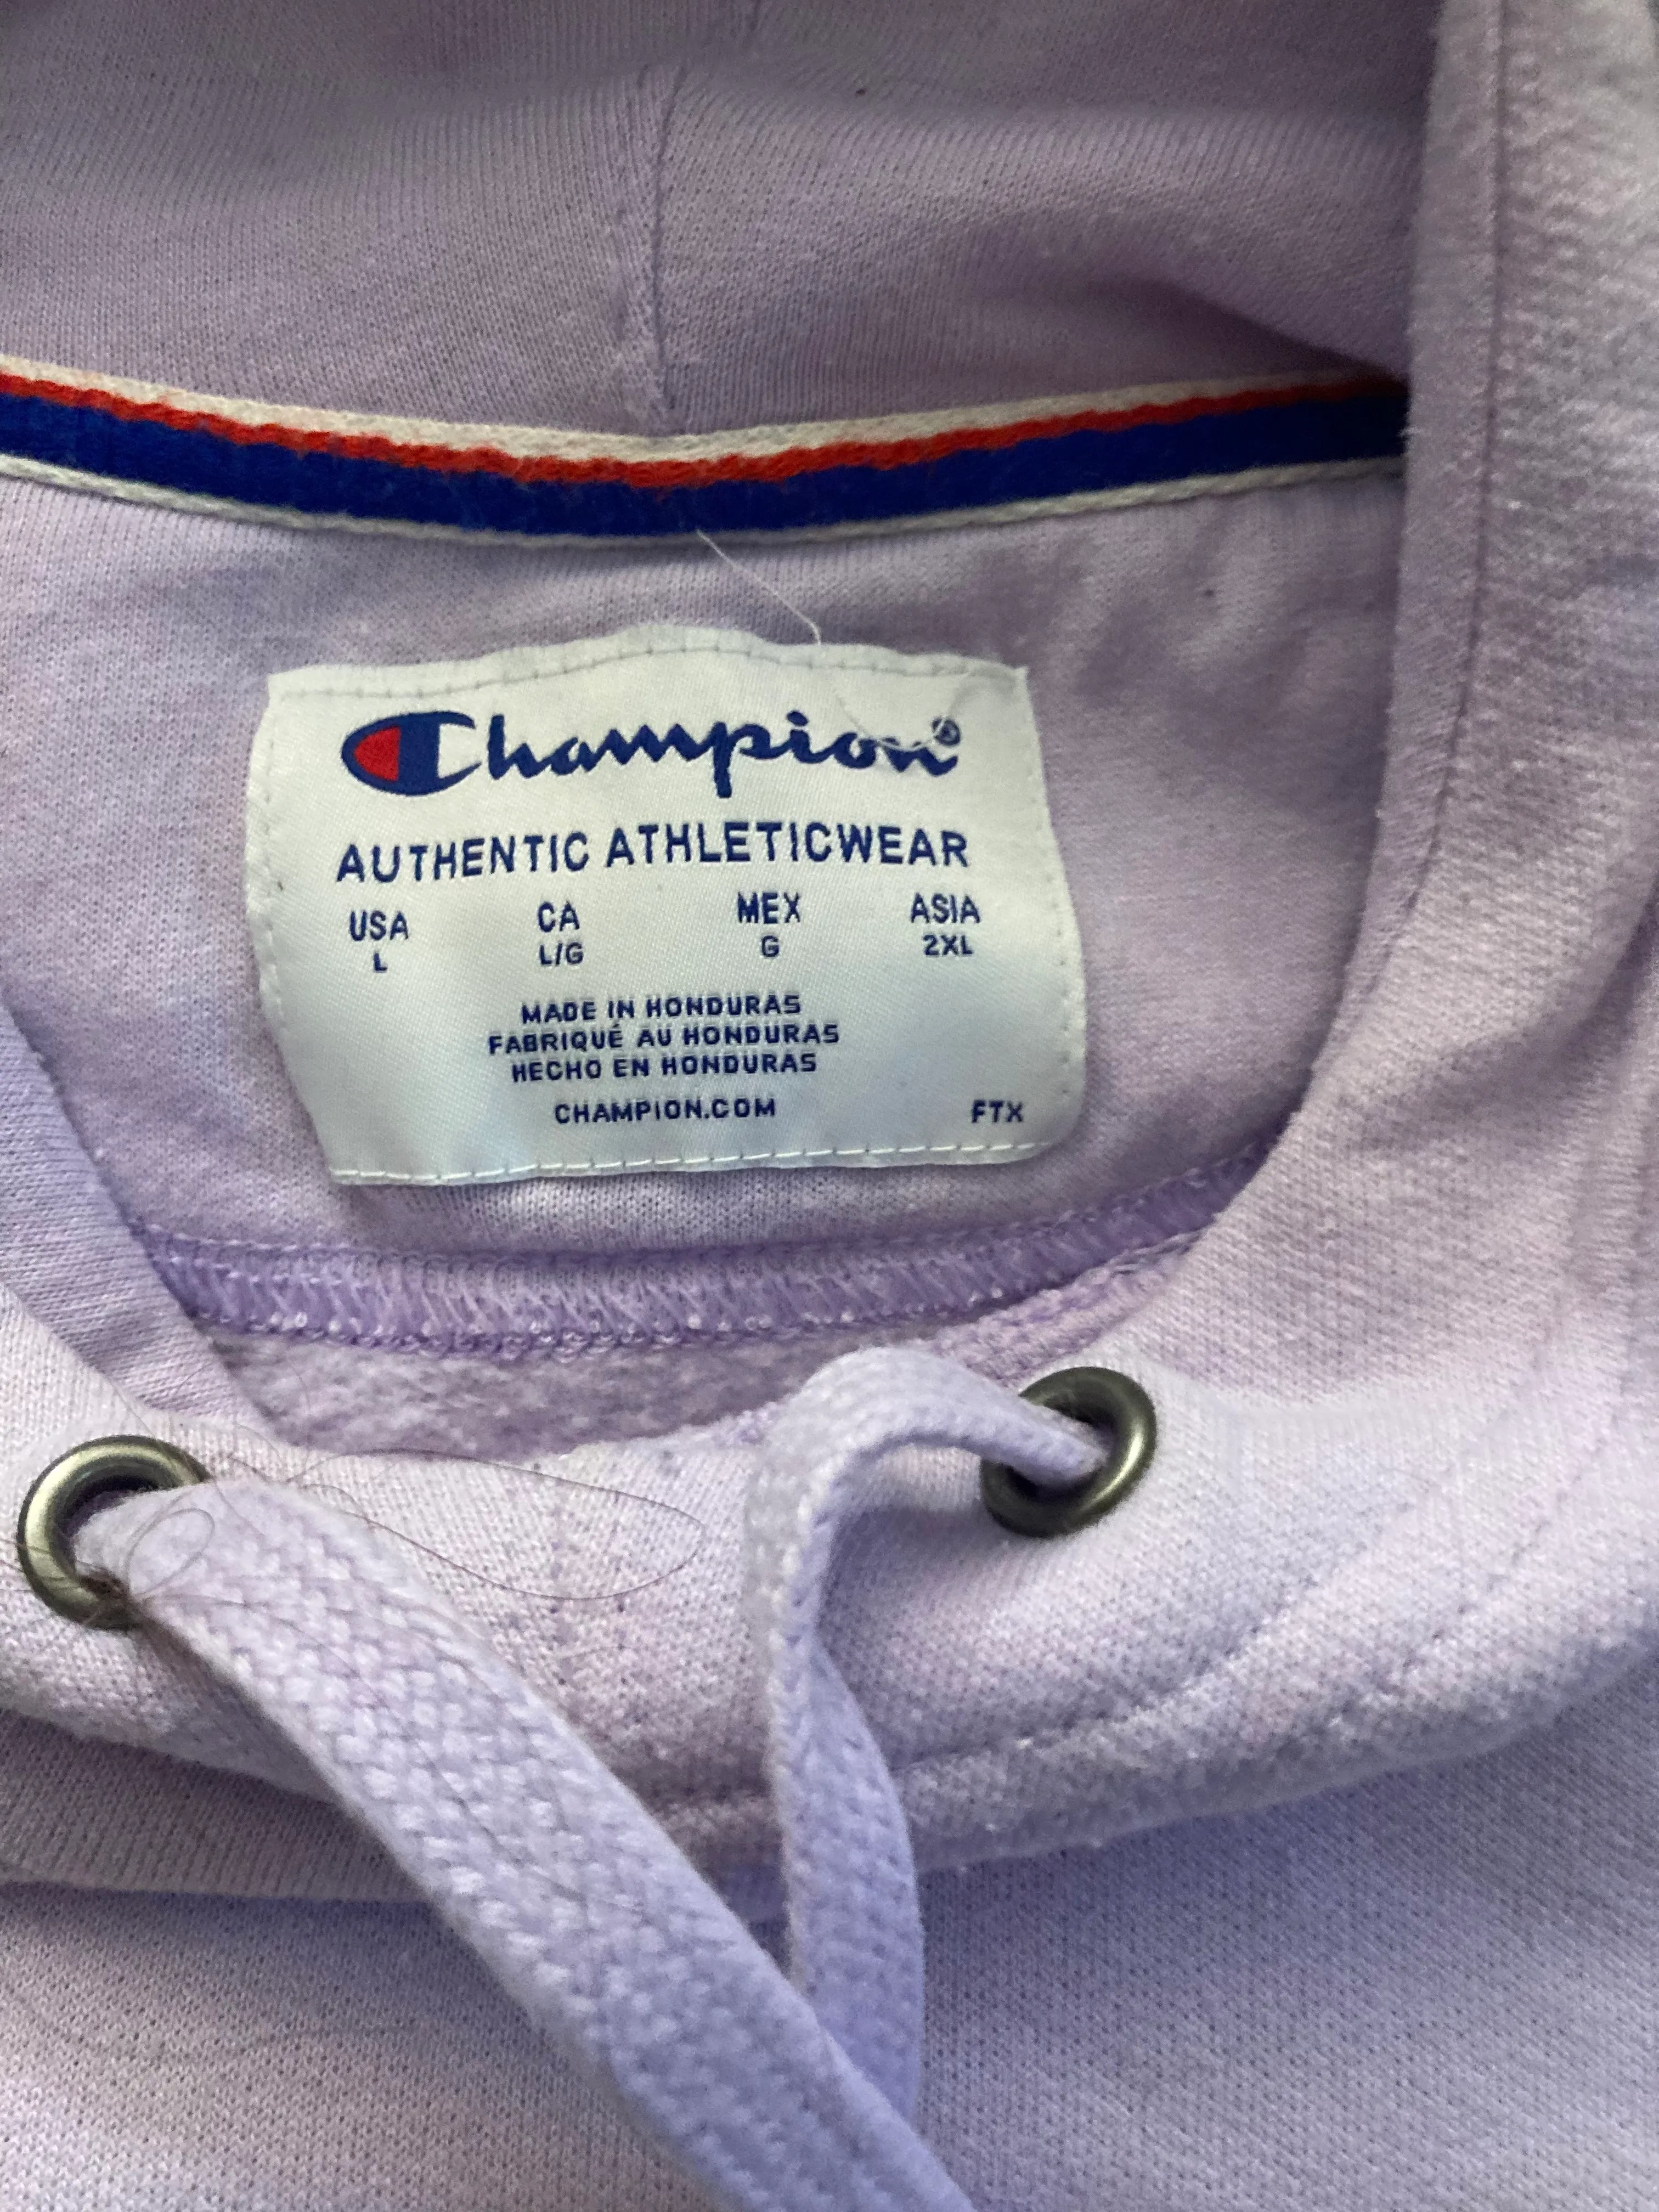 Champion®
AUTHENTIC ATHLETICWEAR
USA CA MEX ASIA
L L/G G 2XL
MADE IN HONDURAS
FABRIQUÉ AU HONDURAS
HECHO EN HONDURAS
CHAMPION.COM FTX